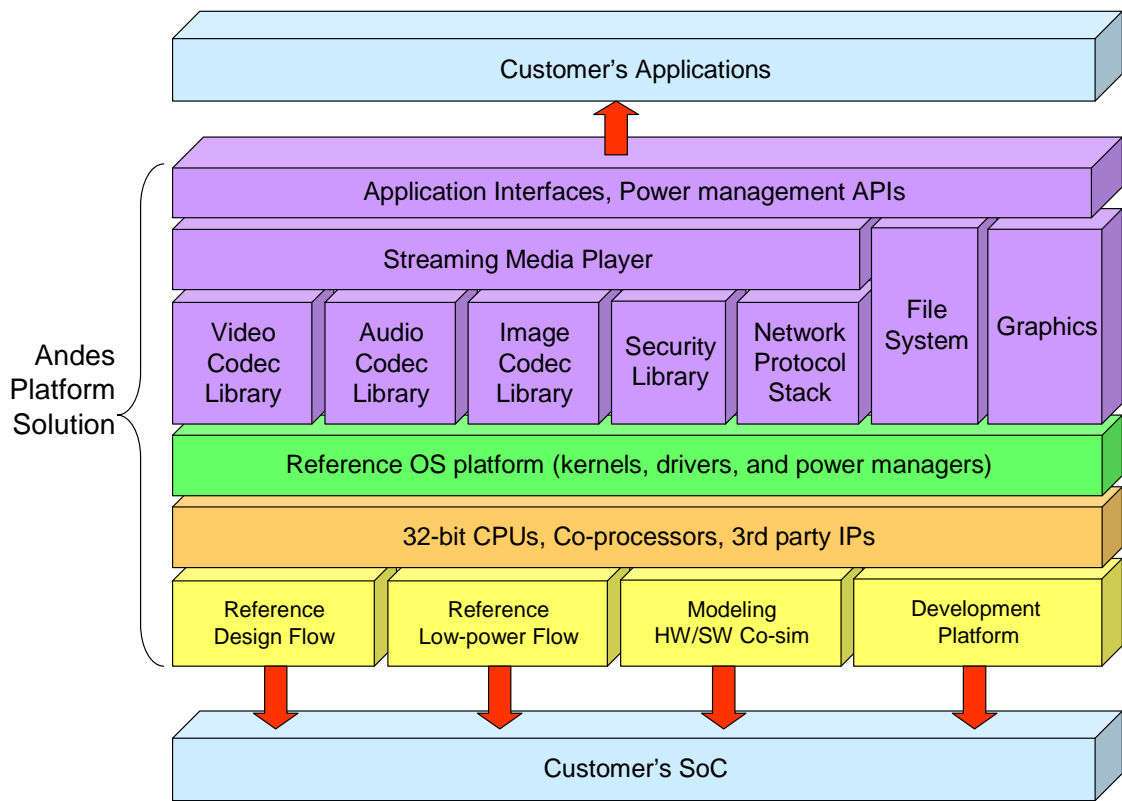 Customer's Applications
Application Interfaces, Power management APIs
Streaming Media Player
File
System
Graphics
Video
Codec
Library
Audio
Codec
Library
Image
Codec
Library
Security
Library
Network
Protocol
Stack
Andes
Platform
Solution
Reference OS platform (kernels, drivers, and power managers)
32-bit CPUs, Co-processors, 3rd party IPs
Reference
Design Flow
Reference
Low-power Flow
Modeling
HW/SW Co-sim
Development
Platform
Customer's SoC